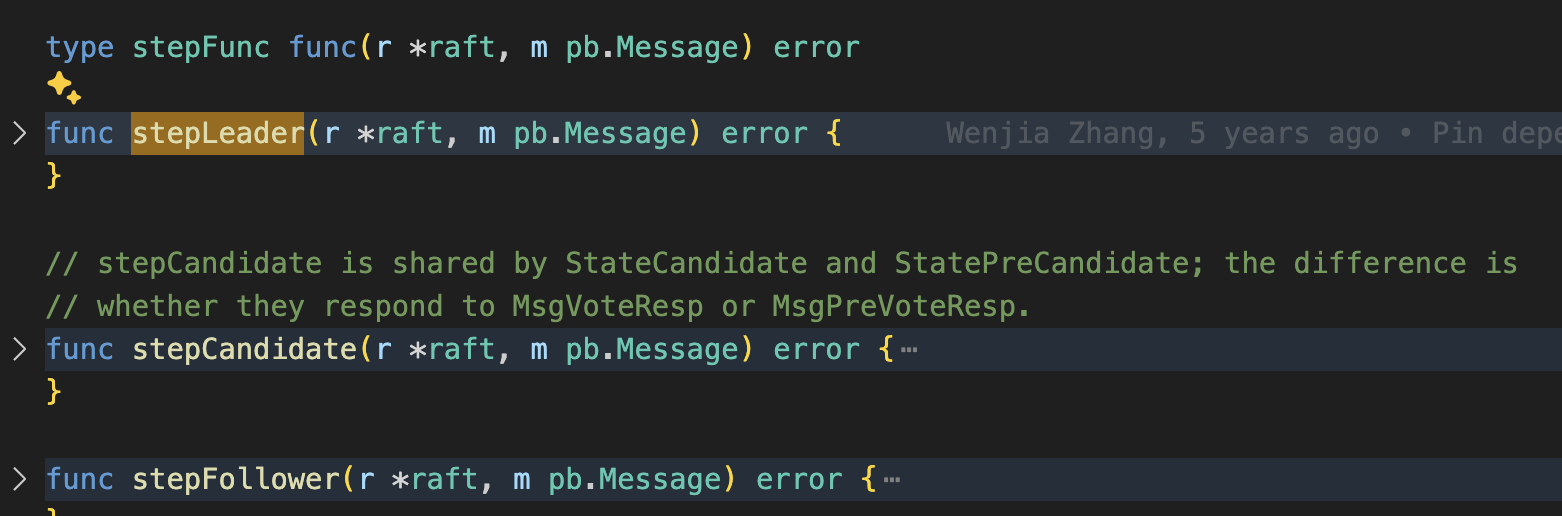 type stepFunc func(r *raft, m pb.Message) error
func stepLeader(r *raft, m pb.Message) error { Wenjia Zhang, 5 years ago • Pin
}
// stepCandidate is shared by StateCandidate and StatePreCandidate; the difference is
// whether they respond to MsgVoteResp or MsgPreVoteResp.
func stepCandidate(r *raft, m pb.Message) error {⋯
}
func stepFollower(r *raft, m pb.Message) error {⋯
}